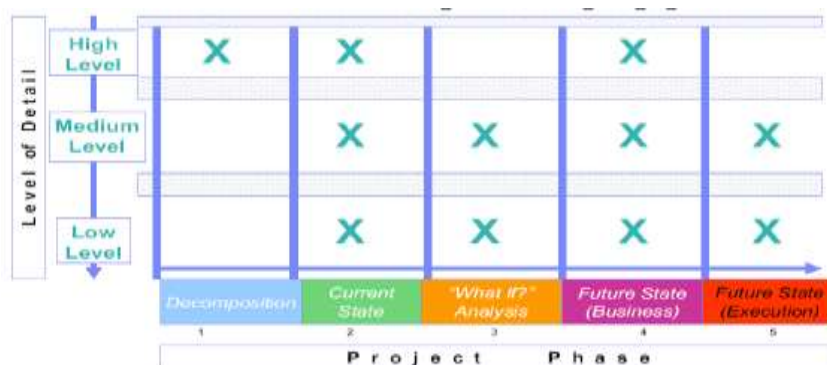 High
Level
X X X
Medium
Level
X X X X
Low
Level
X X X X
Level of Detail
Decomposition
Current
State
"What If?"
Analysis
Future State
(Business)
Future State
(Execution)
1 2 3 4 5
Project Phase